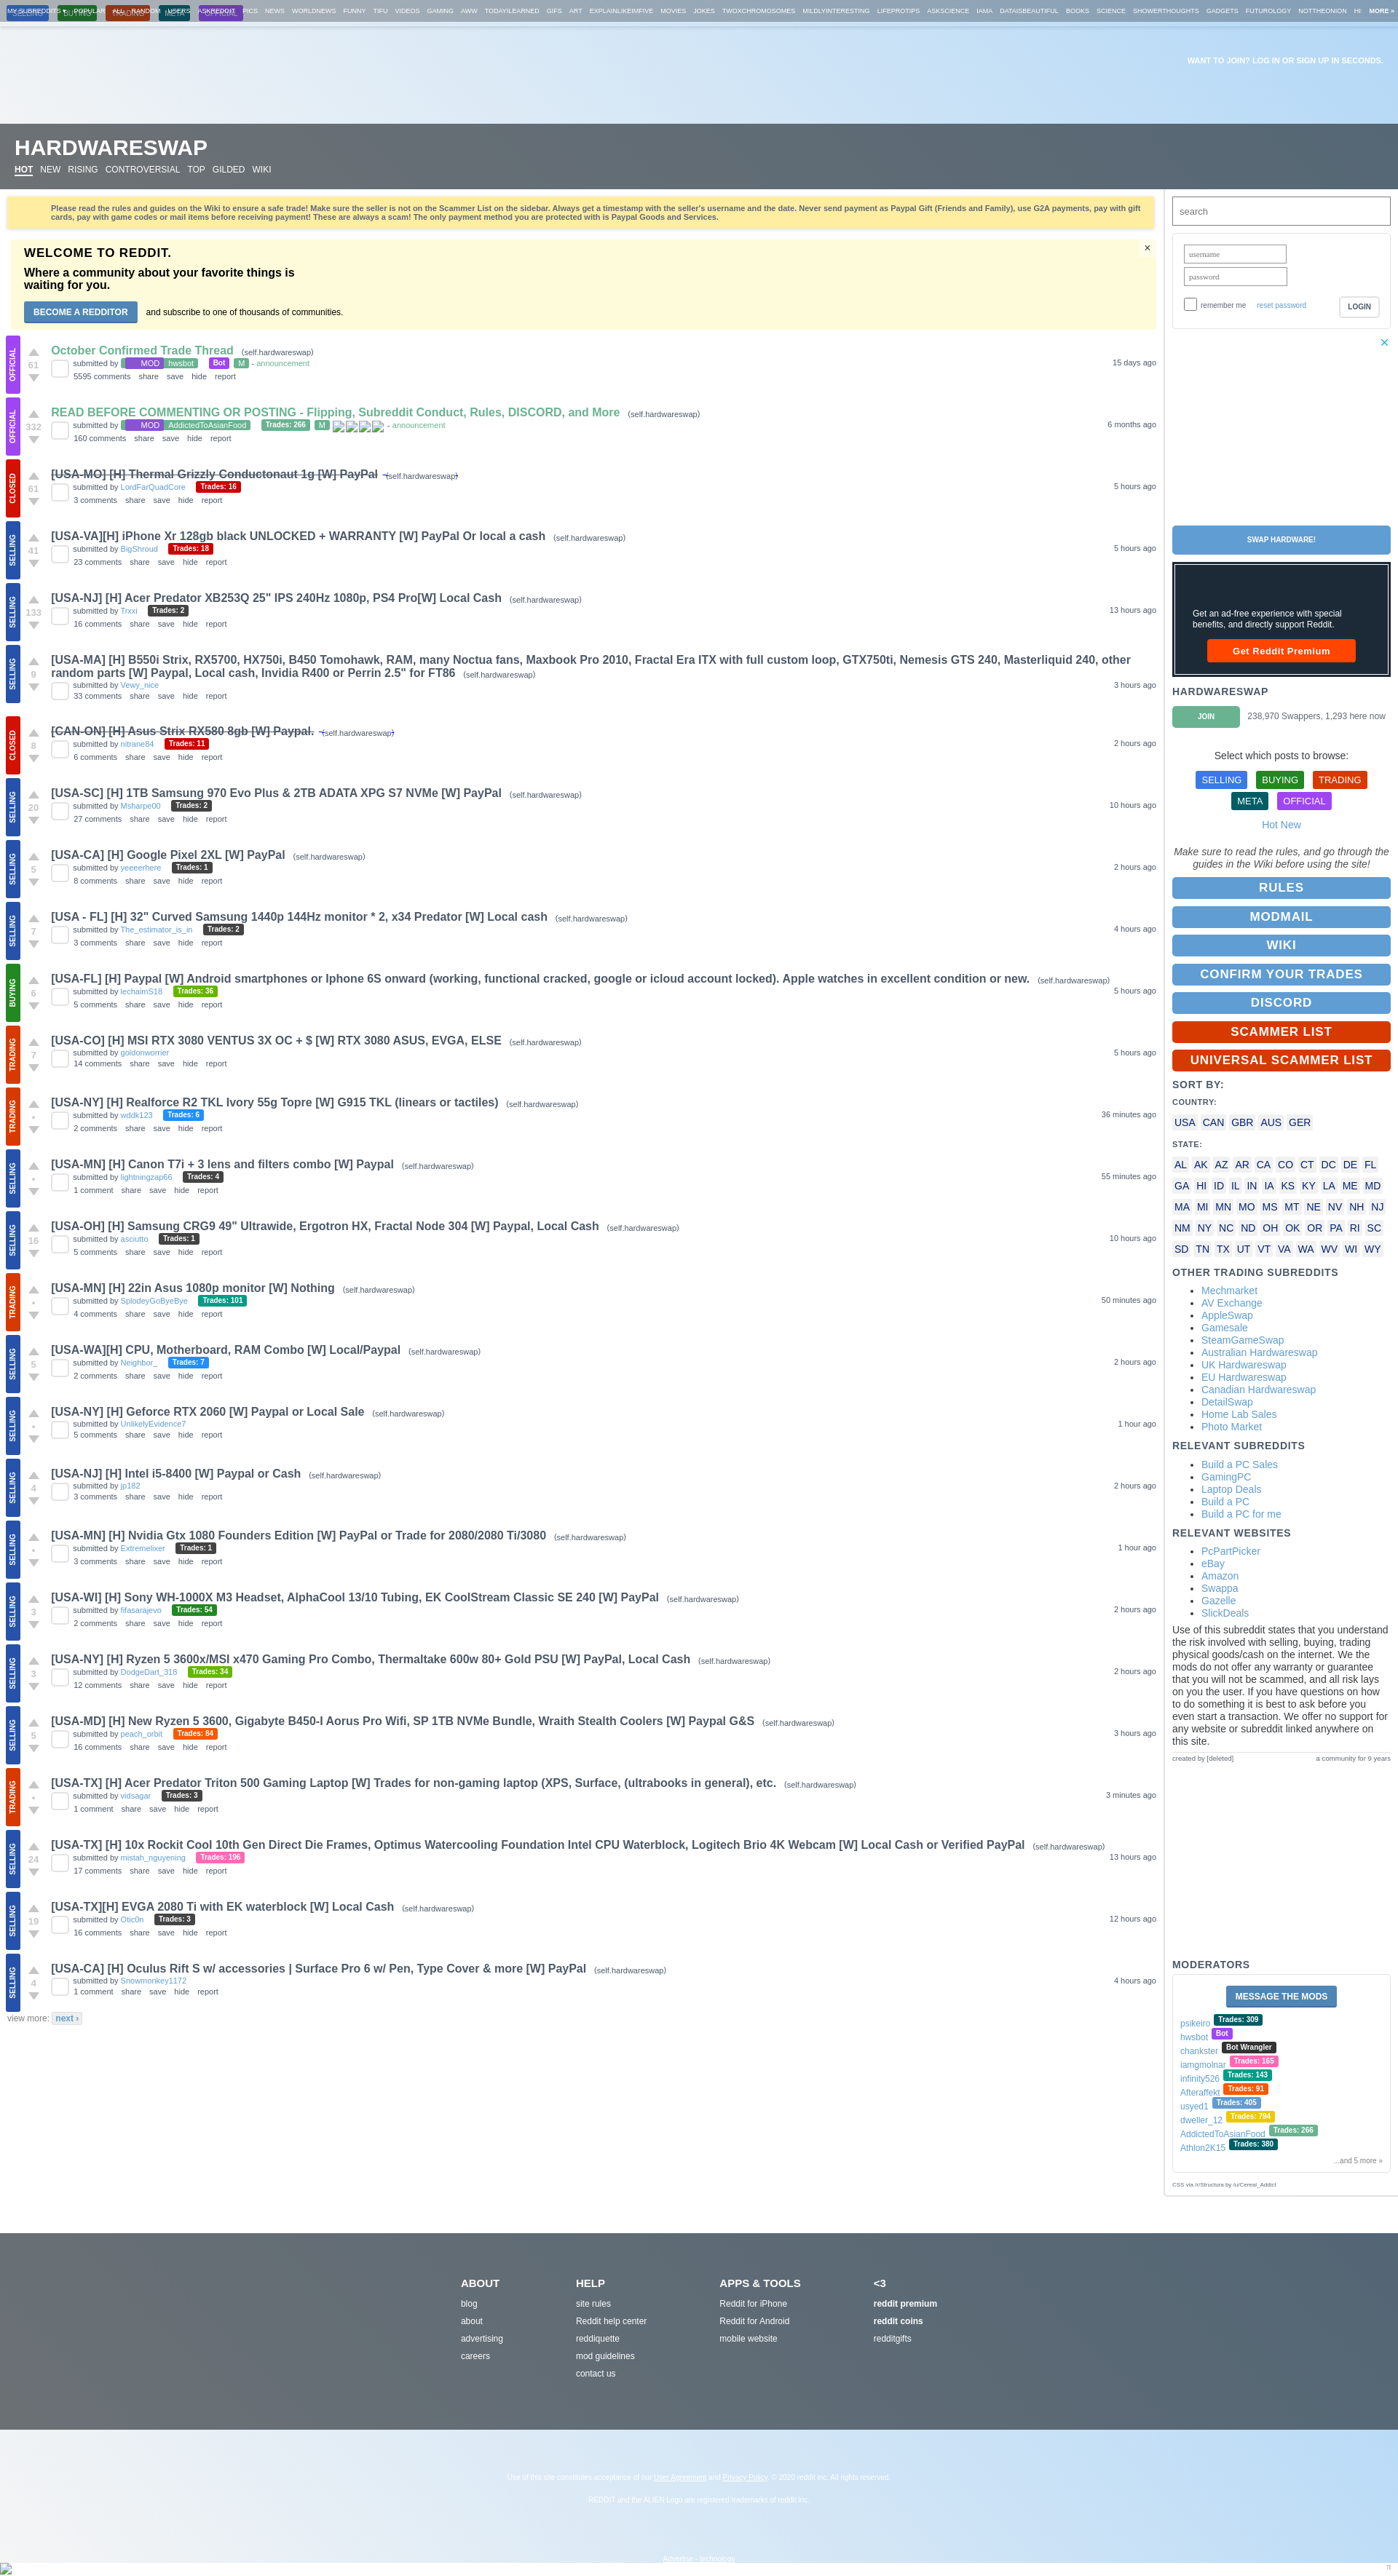 MY SUBREDDITS POPULAR ALL RANDOM USERS ASKREDDIT PICS NEWS WORLDNEWS FUNNY TIFU VIDEOS GAMING AWW TODAYILEARNED GIFS ART EXPLAINLIKEIMFIVE MOVIES JOKES TWOXCHROMOSOMES MILDLYINTERESTING LIFEPROTIPS ASKSCIENCE IAMA DATAISBEAUTIFUL BOOKS SCIENCE SHOWERTHOUGHTS GADGETS FUTUROLOGY NOTTHEONION MORE »
SELLING BUYING TRADING META OFFICIAL
WANT TO JOIN? LOG IN OR SIGN UP IN SECONDS.
HARDWARESWAP
HOT NEW RISING CONTROVERSIAL TOP GILDED WIKI
Please read the rules and guides on the Wiki to ensure a safe trade! Make sure the seller is not on the Scammer List on the sidebar. Always get a timestamp with the seller's username and the date. Never send payment as Paypal Gift (Friends and Family), use G2A payments, pay with gift
cards, pay with game codes or mail items before receiving payment! These are always a scam! The only payment method you are protected with is Paypal Goods and Services.
WELCOME TO REDDIT.
×
Where a community about your favorite things is
waiting for you.
BECOME A REDDITOR and subscribe to one of thousands of communities.
OFFICIAL
61
October Confirmed Trade Thread (self.hardwareswap)
submitted by MOD hwsbot Bot M - announcement 15 days ago
5595 comments share save hide report
OFFICIAL
332
READ BEFORE COMMENTING OR POSTING - Flipping, Subreddit Conduct, Rules, DISCORD, and More (self.hardwareswap)
submitted by MOD AddictedToAsianFood Trades: 266 M - announcement 6 months ago
160 comments share save hide report
CLOSED
61
[USA-MO] [H] Thermal Grizzly Conductonaut 1g [W] PayPal (self.hardwareswap)
submitted by LordFarQuadCore Trades: 16 5 hours ago
3 comments share save hide report
SELLING
41
[USA-VA][H] iPhone Xr 128gb black UNLOCKED + WARRANTY [W] PayPal Or local a cash (self.hardwareswap)
submitted by BigShroud Trades: 18 5 hours ago
23 comments share save hide report
SELLING
133
[USA-NJ] [H] Acer Predator XB253Q 25" IPS 240Hz 1080p, PS4 Pro[W] Local Cash (self.hardwareswap)
submitted by Trxxi Trades: 2 13 hours ago
16 comments share save hide report
SELLING
9
[USA-MA] [H] B550i Strix, RX5700, HX750i, B450 Tomohawk, RAM, many Noctua fans, Maxbook Pro 2010, Fractal Era ITX with full custom loop, GTX750ti, Nemesis GTS 240, Masterliquid 240, other
random parts [W] Paypal, Local cash, Invidia R400 or Perrin 2.5" for FT86 (self.hardwareswap)
submitted by Vewy_nice 3 hours ago
33 comments share save hide report
CLOSED
8
[CAN-ON] [H] Asus Strix RX580 8gb [W] Paypal. (self.hardwareswap)
submitted by nitrane84 Trades: 11 2 hours ago
6 comments share save hide report
SELLING
20
[USA-SC] [H] 1TB Samsung 970 Evo Plus & 2TB ADATA XPG S7 NVMe [W] PayPal (self.hardwareswap)
submitted by Msharpe00 Trades: 2 10 hours ago
27 comments share save hide report
SELLING
5
[USA-CA] [H] Google Pixel 2XL [W] PayPal (self.hardwareswap)
submitted by yeeeerhere Trades: 1 2 hours ago
8 comments share save hide report
SELLING
7
[USA - FL] [H] 32" Curved Samsung 1440p 144Hz monitor * 2, x34 Predator [W] Local cash (self.hardwareswap)
submitted by The_estimator_is_in Trades: 2 4 hours ago
3 comments share save hide report
BUYING
6
[USA-FL] [H] Paypal [W] Android smartphones or Iphone 6S onward (working, functional cracked, google or icloud account locked). Apple watches in excellent condition or new. (self.hardwareswap)
submitted by lechaimS18 Trades: 36 5 hours ago
5 comments share save hide report
TRADING
7
[USA-CO] [H] MSI RTX 3080 VENTUS 3X OC + $ [W] RTX 3080 ASUS, EVGA, ELSE (self.hardwareswap)
submitted by goldonworrier 5 hours ago
14 comments share save hide report
TRADING
•
[USA-NY] [H] Realforce R2 TKL Ivory 55g Topre [W] G915 TKL (linears or tactiles) (self.hardwareswap)
submitted by wddk123 Trades: 6 36 minutes ago
2 comments share save hide report
SELLING
•
[USA-MN] [H] Canon T7i + 3 lens and filters combo [W] Paypal (self.hardwareswap)
submitted by lightningzap66 Trades: 4 55 minutes ago
1 comment share save hide report
SELLING
16
[USA-OH] [H] Samsung CRG9 49" Ultrawide, Ergotron HX, Fractal Node 304 [W] Paypal, Local Cash (self.hardwareswap)
submitted by asciutto Trades: 1 10 hours ago
5 comments share save hide report
TRADING
•
[USA-MN] [H] 22in Asus 1080p monitor [W] Nothing (self.hardwareswap)
submitted by SplodeyGoByeBye Trades: 101 50 minutes ago
4 comments share save hide report
SELLING
5
[USA-WA][H] CPU, Motherboard, RAM Combo [W] Local/Paypal (self.hardwareswap)
submitted by Neighbor_ Trades: 7 2 hours ago
2 comments share save hide report
SELLING
•
[USA-NY] [H] Geforce RTX 2060 [W] Paypal or Local Sale (self.hardwareswap)
submitted by UnlikelyEvidence7 1 hour ago
5 comments share save hide report
SELLING
4
[USA-NJ] [H] Intel i5-8400 [W] Paypal or Cash (self.hardwareswap)
submitted by jp182 2 hours ago
3 comments share save hide report
SELLING
•
[USA-MN] [H] Nvidia Gtx 1080 Founders Edition [W] PayPal or Trade for 2080/2080 Ti/3080 (self.hardwareswap)
submitted by Extremelixer Trades: 1 1 hour ago
3 comments share save hide report
SELLING
3
[USA-WI] [H] Sony WH-1000X M3 Headset, AlphaCool 13/10 Tubing, EK CoolStream Classic SE 240 [W] PayPal (self.hardwareswap)
submitted by fifasarajevo Trades: 54 2 hours ago
2 comments share save hide report
SELLING
3
[USA-NY] [H] Ryzen 5 3600x/MSI x470 Gaming Pro Combo, Thermaltake 600w 80+ Gold PSU [W] PayPal, Local Cash (self.hardwareswap)
submitted by DodgeDart_318 Trades: 34 2 hours ago
12 comments share save hide report
SELLING
5
[USA-MD] [H] New Ryzen 5 3600, Gigabyte B450-I Aorus Pro Wifi, SP 1TB NVMe Bundle, Wraith Stealth Coolers [W] Paypal G&S (self.hardwareswap)
submitted by peach_orbit Trades: 84 3 hours ago
16 comments share save hide report
TRADING
•
[USA-TX] [H] Acer Predator Triton 500 Gaming Laptop [W] Trades for non-gaming laptop (XPS, Surface, (ultrabooks in general), etc. (self.hardwareswap)
submitted by vidsagar Trades: 3 3 minutes ago
1 comment share save hide report
SELLING
24
[USA-TX] [H] 10x Rockit Cool 10th Gen Direct Die Frames, Optimus Watercooling Foundation Intel CPU Waterblock, Logitech Brio 4K Webcam [W] Local Cash or Verified PayPal (self.hardwareswap)
submitted by mistah_nguyening Trades: 196 13 hours ago
17 comments share save hide report
SELLING
19
[USA-TX][H] EVGA 2080 Ti with EK waterblock [W] Local Cash (self.hardwareswap)
submitted by Otic0n Trades: 3 12 hours ago
16 comments share save hide report
SELLING
4
[USA-CA] [H] Oculus Rift S w/ accessories | Surface Pro 6 w/ Pen, Type Cover & more [W] PayPal (self.hardwareswap)
submitted by Snowmonkey1172 4 hours ago
1 comment share save hide report
view more: next ›
search
username
password
remember me reset password LOGIN
SWAP HARDWARE!
Get an ad-free experience with special
benefits, and directly support Reddit.
Get Reddit Premium
HARDWARESWAP
JOIN 238,970 Swappers, 1,293 here now
Select which posts to browse:
SELLING BUYING TRADING
META OFFICIAL
Hot New
Make sure to read the rules, and go through the
guides in the Wiki before using the site!
RULES
MODMAIL
WIKI
CONFIRM YOUR TRADES
DISCORD
SCAMMER LIST
UNIVERSAL SCAMMER LIST
SORT BY:
COUNTRY:
USA CAN GBR AUS GER
STATE:
AL AK AZ AR CA CO CT DC DE FL
GA HI ID IL IN IA KS KY LA ME MD
MA MI MN MO MS MT NE NV NH NJ
NM NY NC ND OH OK OR PA RI SC
SD TN TX UT VT VA WA WV WI WY
OTHER TRADING SUBREDDITS
Mechmarket
AV Exchange
AppleSwap
Gamesale
SteamGameSwap
Australian Hardwareswap
UK Hardwareswap
EU Hardwareswap
Canadian Hardwareswap
DetailSwap
Home Lab Sales
Photo Market
RELEVANT SUBREDDITS
Build a PC Sales
GamingPC
Laptop Deals
Build a PC
Build a PC for me
RELEVANT WEBSITES
PcPartPicker
eBay
Amazon
Swappa
Gazelle
SlickDeals
Use of this subreddit states that you understand
the risk involved with selling, buying, trading
physical goods/cash on the internet. We the
mods do not offer any warranty or guarantee
that you will not be scammed, and all risk lays
on you the user. If you have questions on how
to do something it is best to ask before you
even start a transaction. We offer no support for
any website or subreddit linked anywhere on
this site.
created by [deleted] a community for 9 years
MODERATORS
MESSAGE THE MODS
psikeiro Trades: 309
hwsbot Bot
chankster Bot Wrangler
iamgmolnar Trades: 165
infinity526 Trades: 143
Afteraffekt Trades: 91
usyed1 Trades: 405
dweller_12 Trades: 794
AddictedToAsianFood Trades: 266
Athlon2K15 Trades: 380
...and 5 more »
CSS via /r/Structura by /u/Cereal_Addict
ABOUT
blog
about
advertising
careers
HELP
site rules
Reddit help center
reddiquette
mod guidelines
contact us
APPS & TOOLS
Reddit for iPhone
Reddit for Android
mobile website
<3
reddit premium
reddit coins
redditgifts
Use of this site constitutes acceptance of our User Agreement and Privacy Policy. © 2020 reddit inc. All rights reserved.
REDDIT and the ALIEN Logo are registered trademarks of reddit inc.
Advertise - technology
π